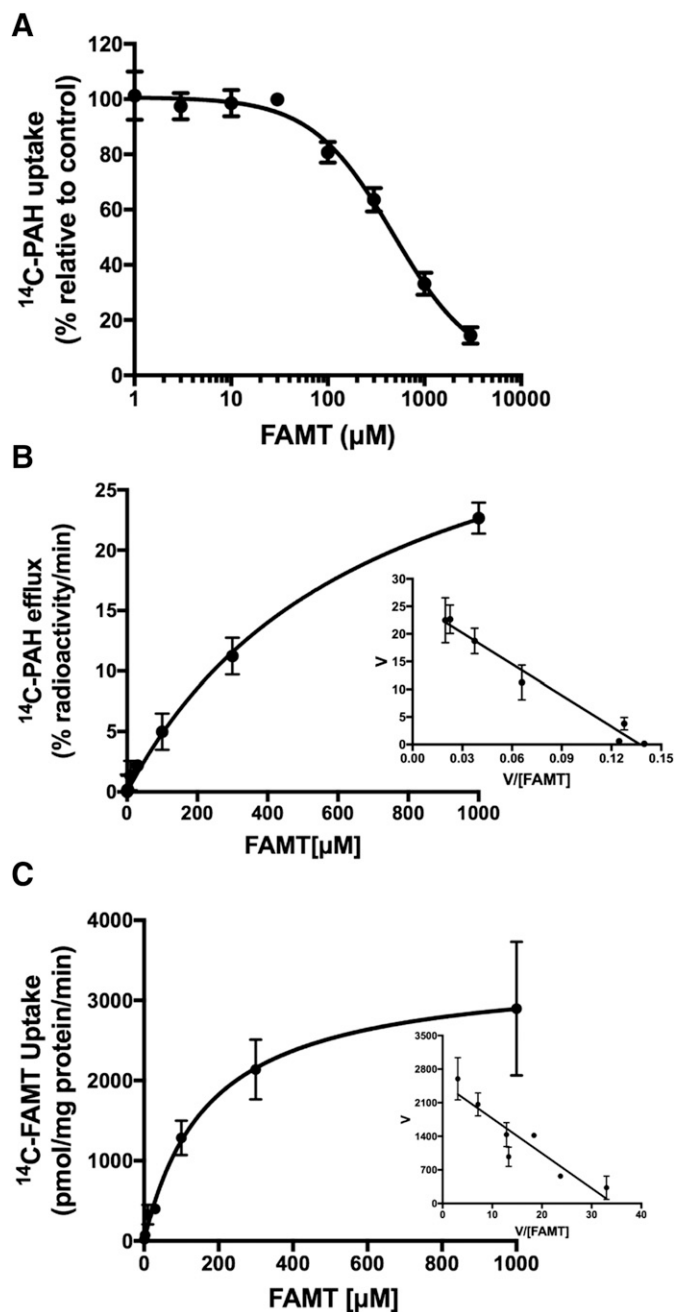 A
120
100
80
60
40
20
0
¹⁴C-PAH uptake
(% relative to control)
1 10 100 1000 10000
FAMT (µM)
B
25
20
15
10
5
0
¹⁴C-PAH efflux
(% radioactivity/min)
0 200 400 600 800 1000
FAMT[µM]
30
25
20
15
10
5
0
V
0.00 0.03 0.06 0.09 0.12 0.15
V/[FAMT]
C
4000
3000
2000
1000
0
¹⁴C-FAMT Uptake
(pmol/mg protein/min)
0 200 400 600 800 1000
FAMT [µM]
3500
2800
2100
1400
700
0
V
0 10 20 30 40
V/[FAMT]